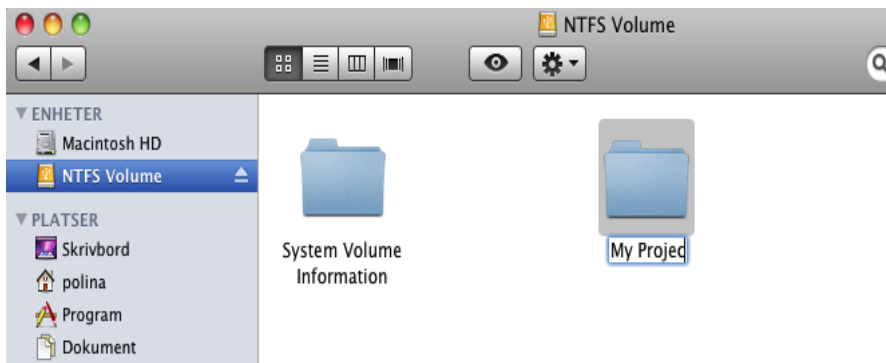 NTFS Volume
ENHETER
Macintosh HD
NTFS Volume
PLATSER
Skrivbord
polina
Program
Dokument
System Volume
Information
My Projec